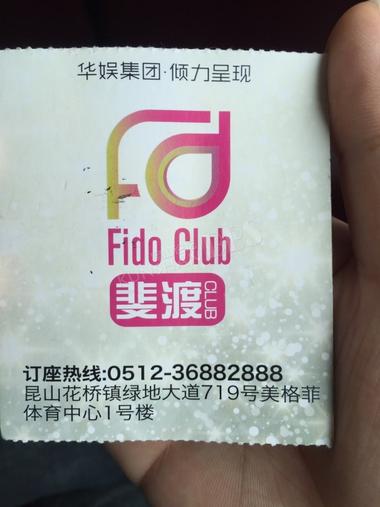 华娱集团·倾力呈现
Fido Club
斐渡 CLUB
订座热线:0512-36882888
昆山花桥镇绿地大道719号美格菲
体育中心1号楼